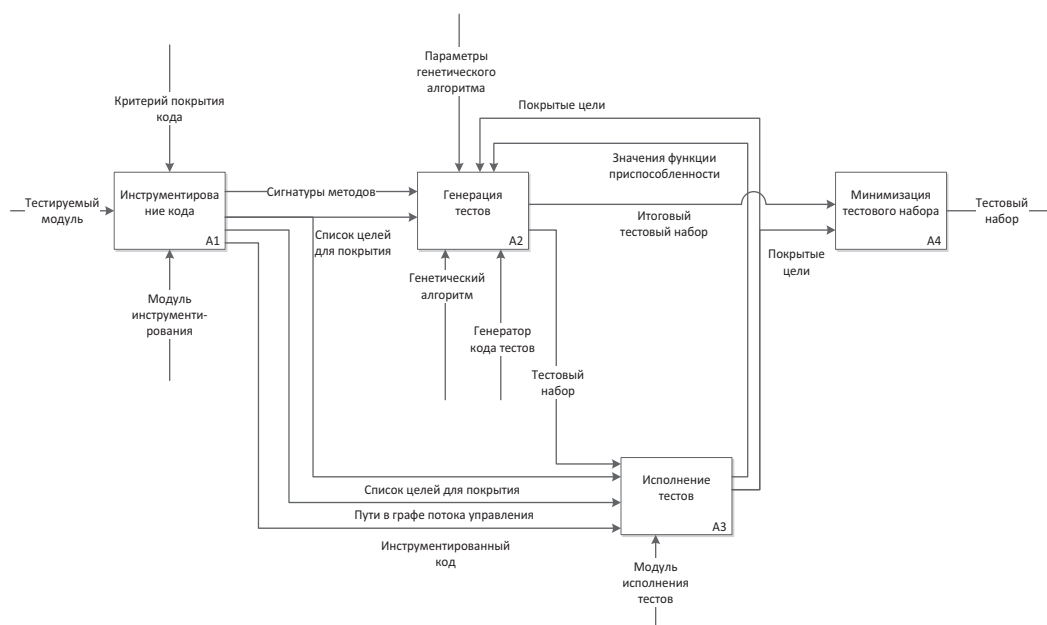 Параметры
генетического
алгоритма
Критерий покрытия
кода
Покрытые цели
Значения функции
приспособленности
Тестируемый
модуль
Инструментирова
ние кода
A1
Сигнатуры методов
Список целей
для покрытия
Генерация
тестов
A2
Итоговый
тестовый набор
Минимизация
тестового набора
A4
Тестовый
набор
Покрытые
цели
Модуль
инструменти-
рования
Генетический
алгоритм
Генератор
кода тестов
Тестовый
набор
Исполнение
тестов
A3
Список целей для покрытия
Пути в графе потока управления
Инструментированный
код
Модуль
исполнения
тестов